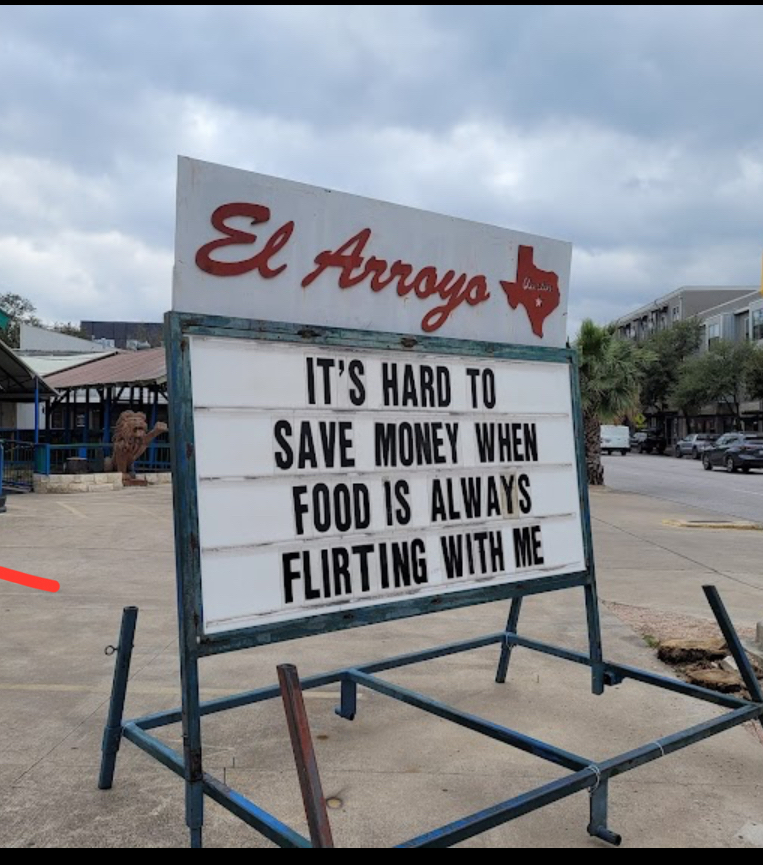 El Arroyo
IT'S HARD TO
SAVE MONEY WHEN
FOOD IS ALWAYS
FLIRTING WITH ME